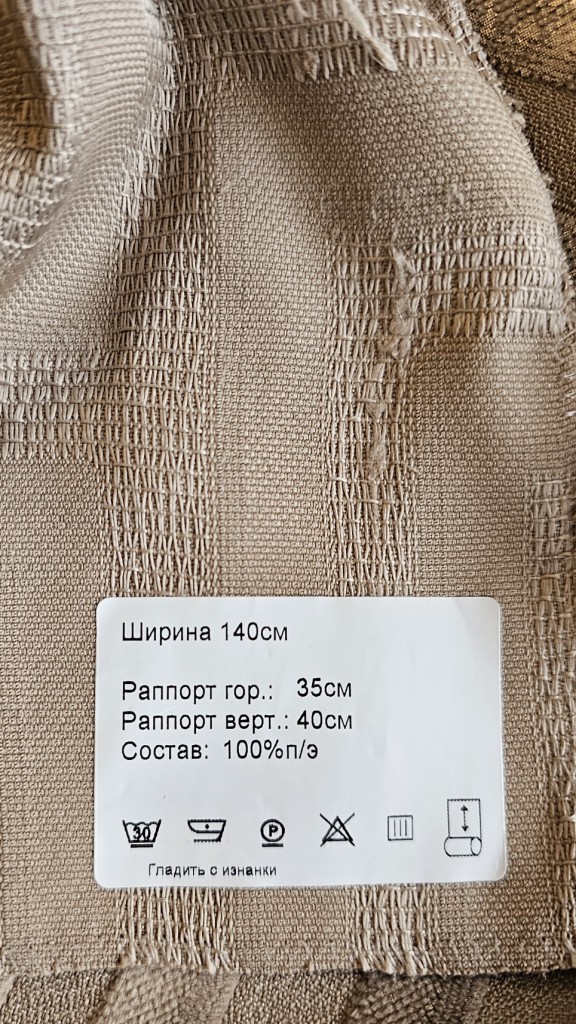 Ширина 140см
Раппорт гор.: 35см
Раппорт верт.: 40см
Состав: 100%п/э
30 P
Гладить с изнанки